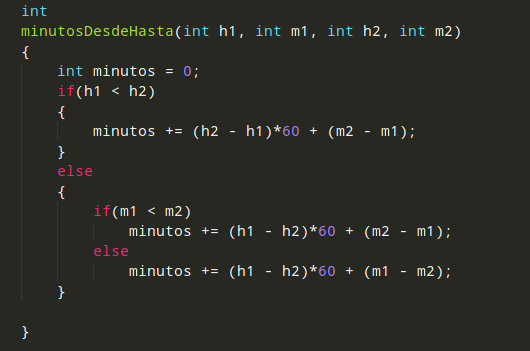 int
minutosDesdeHasta(int h1, int m1, int h2, int m2)
{
    int minutos = 0;
    if(h1 < h2)
    {
        minutos += (h2 - h1)*60 + (m2 - m1);
    }
    else
    {
        if(m1 < m2)
            minutos += (h1 - h2)*60 + (m2 - m1);
        else
            minutos += (h1 - h2)*60 + (m1 - m2);
    }

}